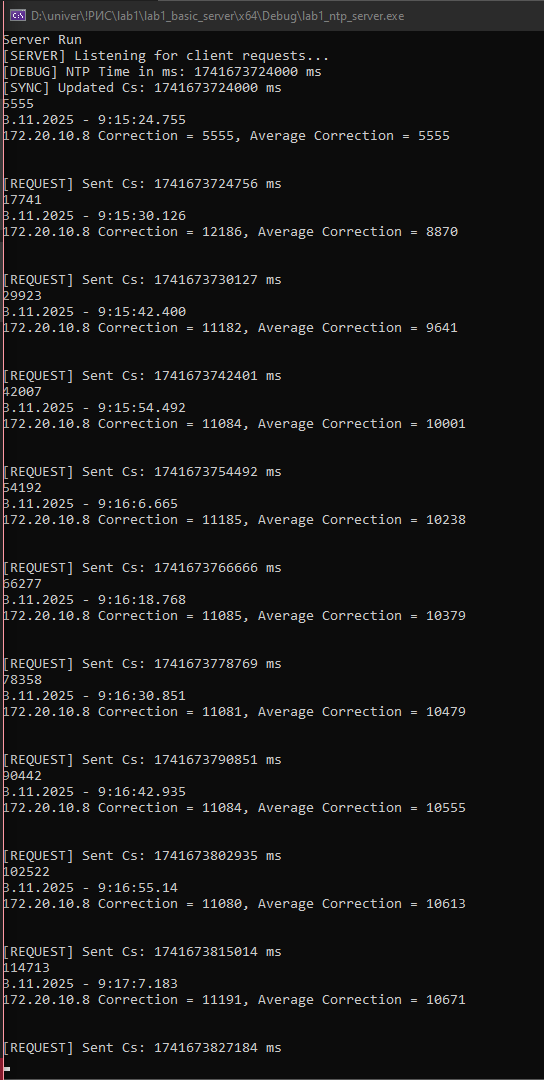 D:\univer\!РИС\lab1\lab1_basic_server\x64\Debug\lab1_ntp_server.exe
Server Run
[SERVER] Listening for client requests...
[DEBUG] NTP Time in ms: 1741673724000 ms
[SYNC] Updated Cs: 1741673724000 ms
5555
3.11.2025 - 9:15:24.755
172.20.10.8 Correction = 5555, Average Correction = 5555
[REQUEST] Sent Cs: 1741673724756 ms
17741
3.11.2025 - 9:15:30.126
172.20.10.8 Correction = 12186, Average Correction = 8870
[REQUEST] Sent Cs: 1741673730127 ms
29923
3.11.2025 - 9:15:42.400
172.20.10.8 Correction = 11182, Average Correction = 9641
[REQUEST] Sent Cs: 1741673742401 ms
42007
3.11.2025 - 9:15:54.492
172.20.10.8 Correction = 11084, Average Correction = 10001
[REQUEST] Sent Cs: 1741673754492 ms
54192
3.11.2025 - 9:16:6.665
172.20.10.8 Correction = 11185, Average Correction = 10238
[REQUEST] Sent Cs: 1741673766666 ms
66277
3.11.2025 - 9:16:18.768
172.20.10.8 Correction = 11085, Average Correction = 10379
[REQUEST] Sent Cs: 1741673778769 ms
78358
3.11.2025 - 9:16:30.851
172.20.10.8 Correction = 11081, Average Correction = 10479
[REQUEST] Sent Cs: 1741673790851 ms
90442
3.11.2025 - 9:16:42.935
172.20.10.8 Correction = 11084, Average Correction = 10555
[REQUEST] Sent Cs: 1741673802935 ms
102522
3.11.2025 - 9:16:55.14
172.20.10.8 Correction = 11080, Average Correction = 10613
[REQUEST] Sent Cs: 1741673815014 ms
114713
3.11.2025 - 9:17:7.183
172.20.10.8 Correction = 11191, Average Correction = 10671
[REQUEST] Sent Cs: 1741673827184 ms